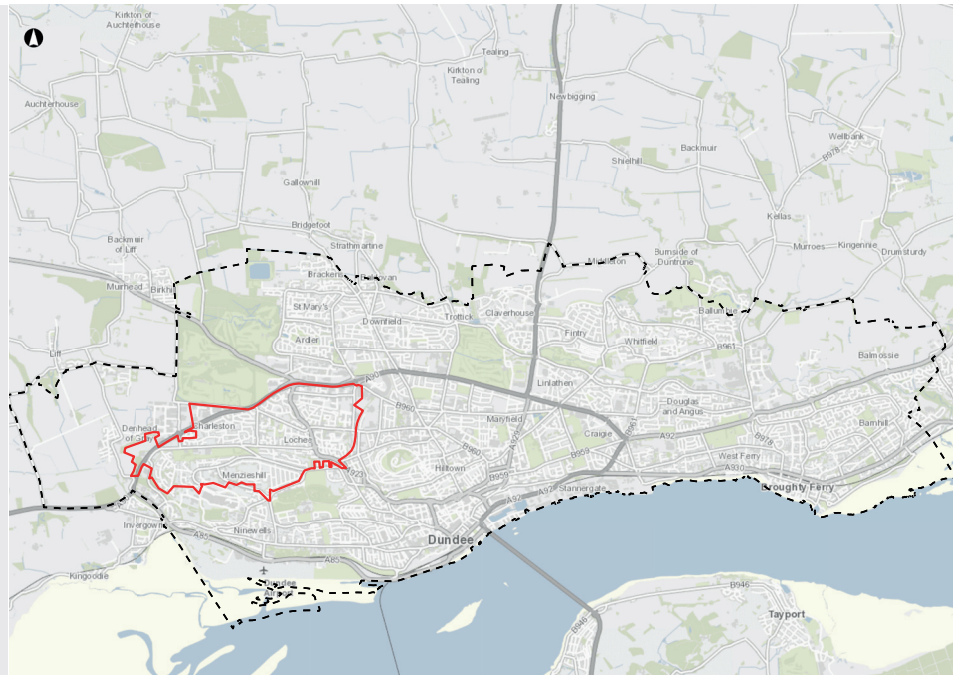 Kirkton of
Auchterhouse
Tealing
Kirkton o'
Tealing
Newbigging
Auchterhouse
Wellbank
B978
Backmuir
Shielhill
Gallowhill
Kellas
Bridgefoot
Strathmartine
Backmuir
of Liff
Murroes
Kingennie
Drumsturdy
Burnside of
Duntrune
Middleton
Baldovan
Muirhead
St Mary's
Downfield
Trottick
Claverhouse
Ardler
Fintry
Whitfield
B961
Liff
Balmossie
A90
Linlathen
B960
Douglas
and Angus
Charleston
Denhead
of Gray
Lochee
Maryfield
Craigie
B961
A92
Barnhill
B978
B960
B959
West Ferry
A930
Menzieshill
A923
Hilltown
B959
A92
Stannergate
Broughty Ferry
Invergowrie
Ninewells
A85
A85
Dundee
Kingoodie
Dundee
Airport
B946
B946
Tayport